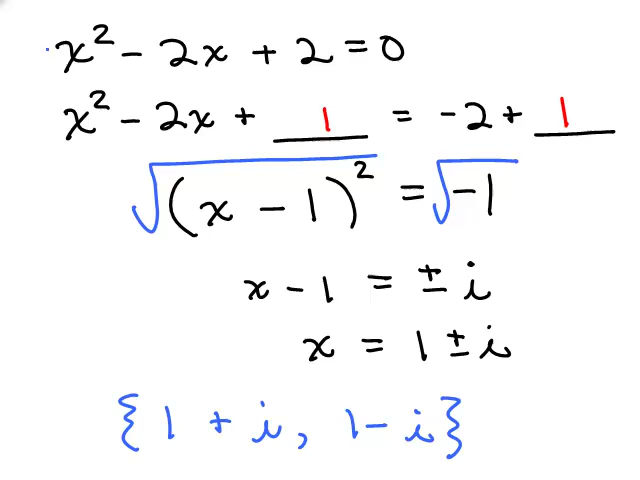 x² - 2x + 2 = 0
x² - 2x + 1 = -2 + 1
√(x - 1)² = √-1
x - 1 = ± i
x = 1 ± i
{1 + i, 1 - i}